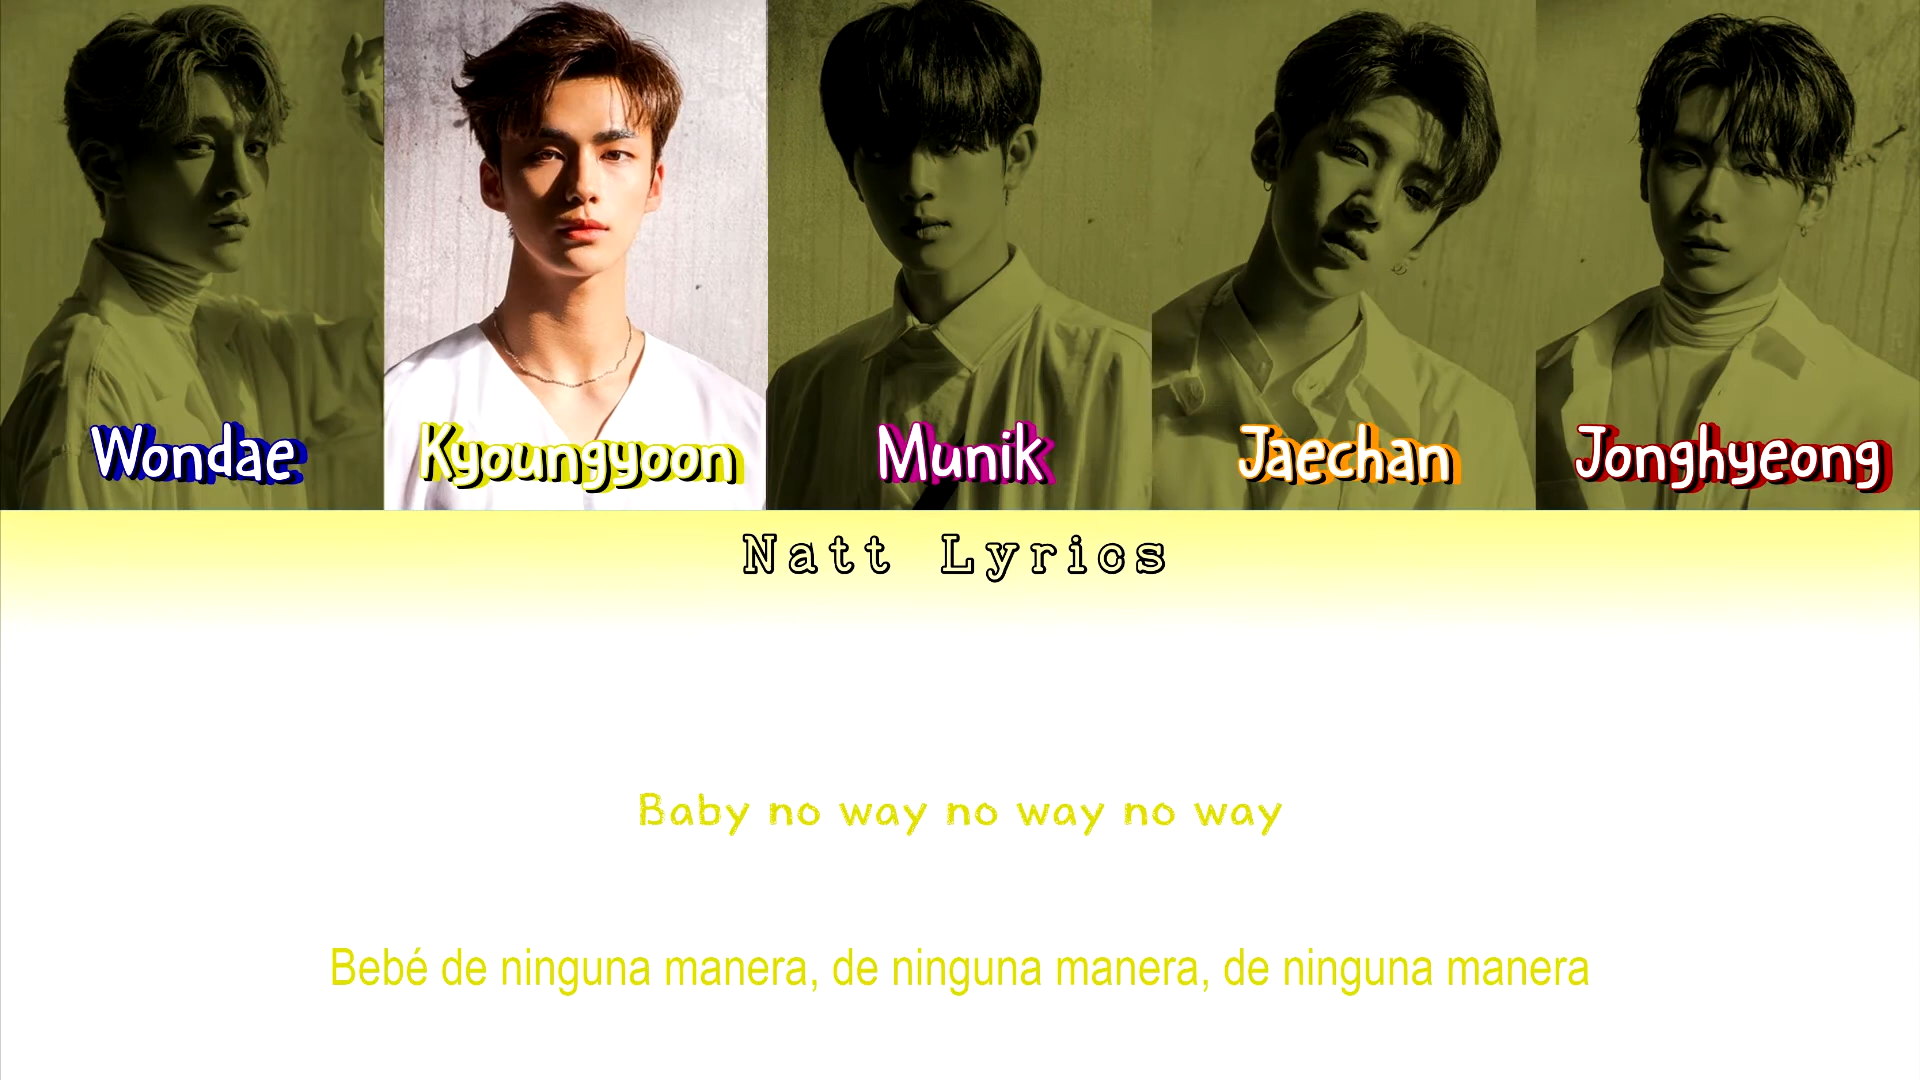 Wondae Kyoungyoon Munik Jaechan Jonghyeong
Natt Lyrics
Baby no way no way no way
Bebé de ninguna manera, de ninguna manera, de ninguna manera